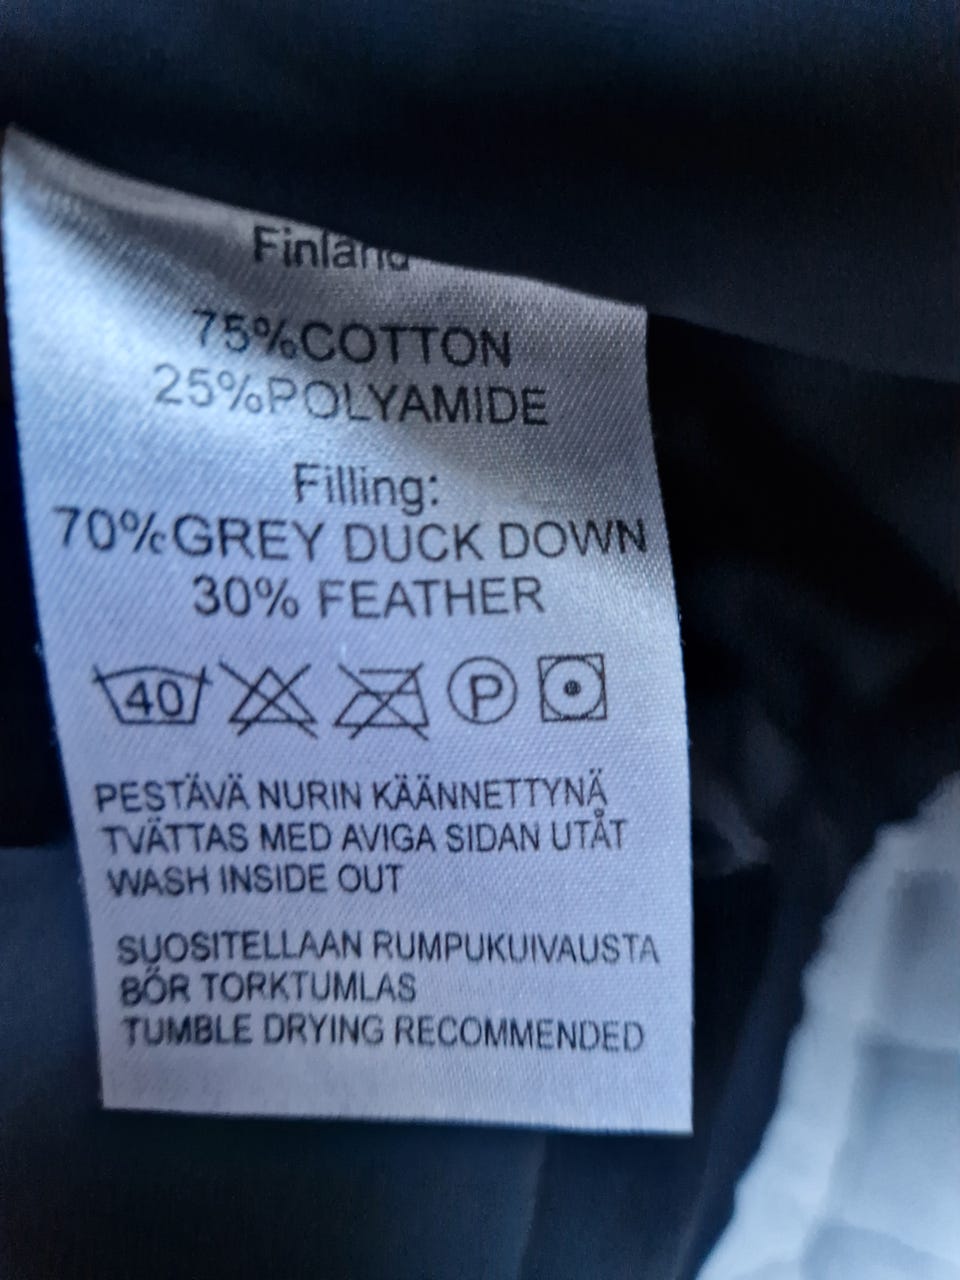 Finland
75%COTTON
25%POLYAMIDE
Filling:
70%GREY DUCK DOWN
30% FEATHER
40 P
PESTÄVÄ NURIN KÄÄNNETTYNÄ
TVÄTTAS MED AVIGA SIDAN UTÅT
WASH INSIDE OUT
SUOSITELLAAN RUMPUKUIVAUSTA
BÖR TORKTUMLAS
TUMBLE DRYING RECOMMENDED